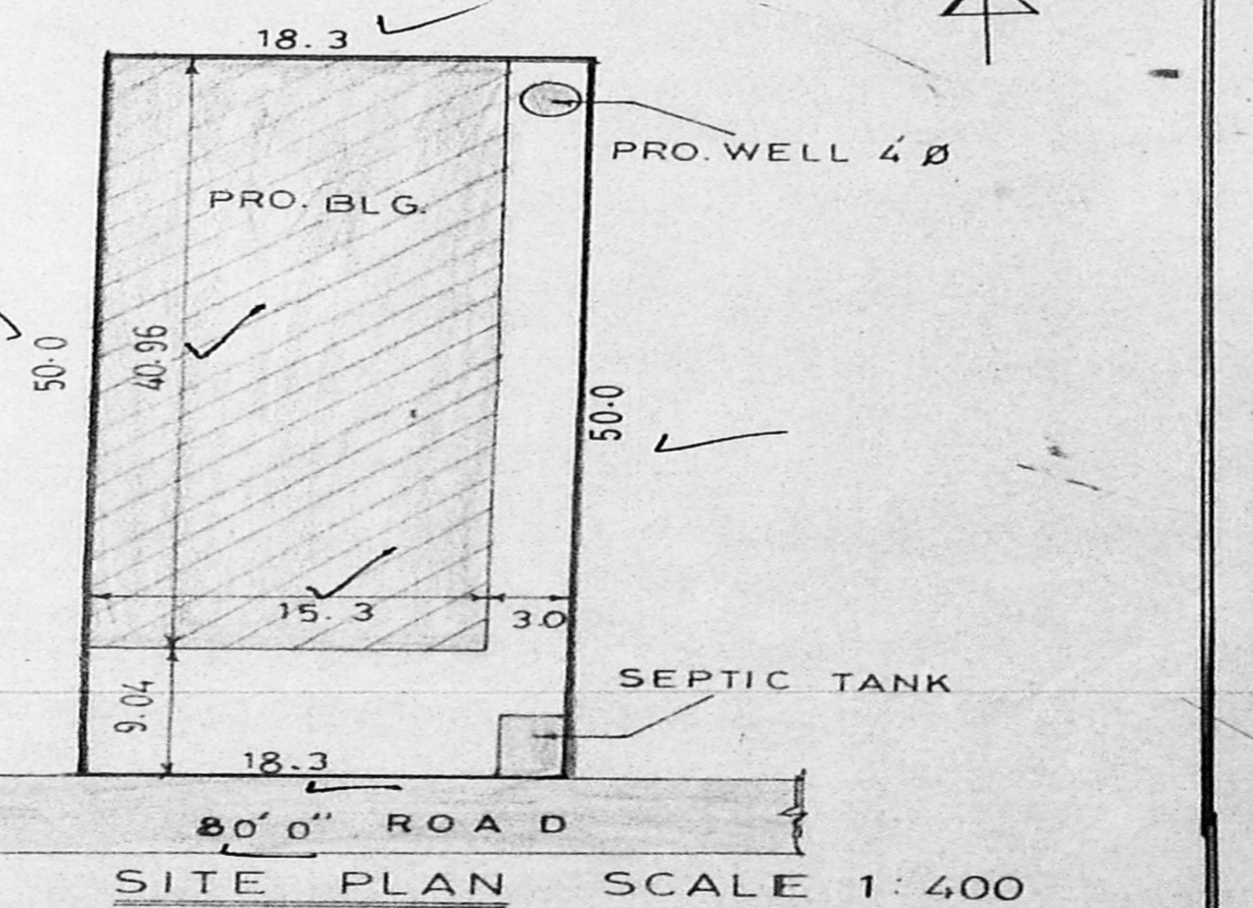 18.3
PRO. WELL 4' Ø
PRO. BLG.
50.0
40.96
50.0
15.3
3.0
SEPTIC TANK
9.04
18.3
80' 0" ROAD
SITE PLAN SCALE 1:400